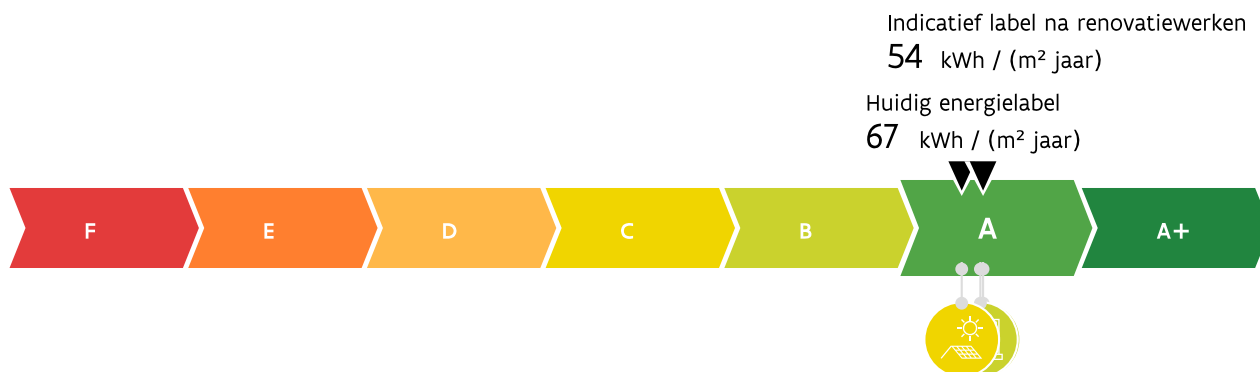 Indicatief label na renovatiewerken
54 kWh / (m² jaar)
Huidig energielabel
67 kWh / (m² jaar)
F E D C B A A+